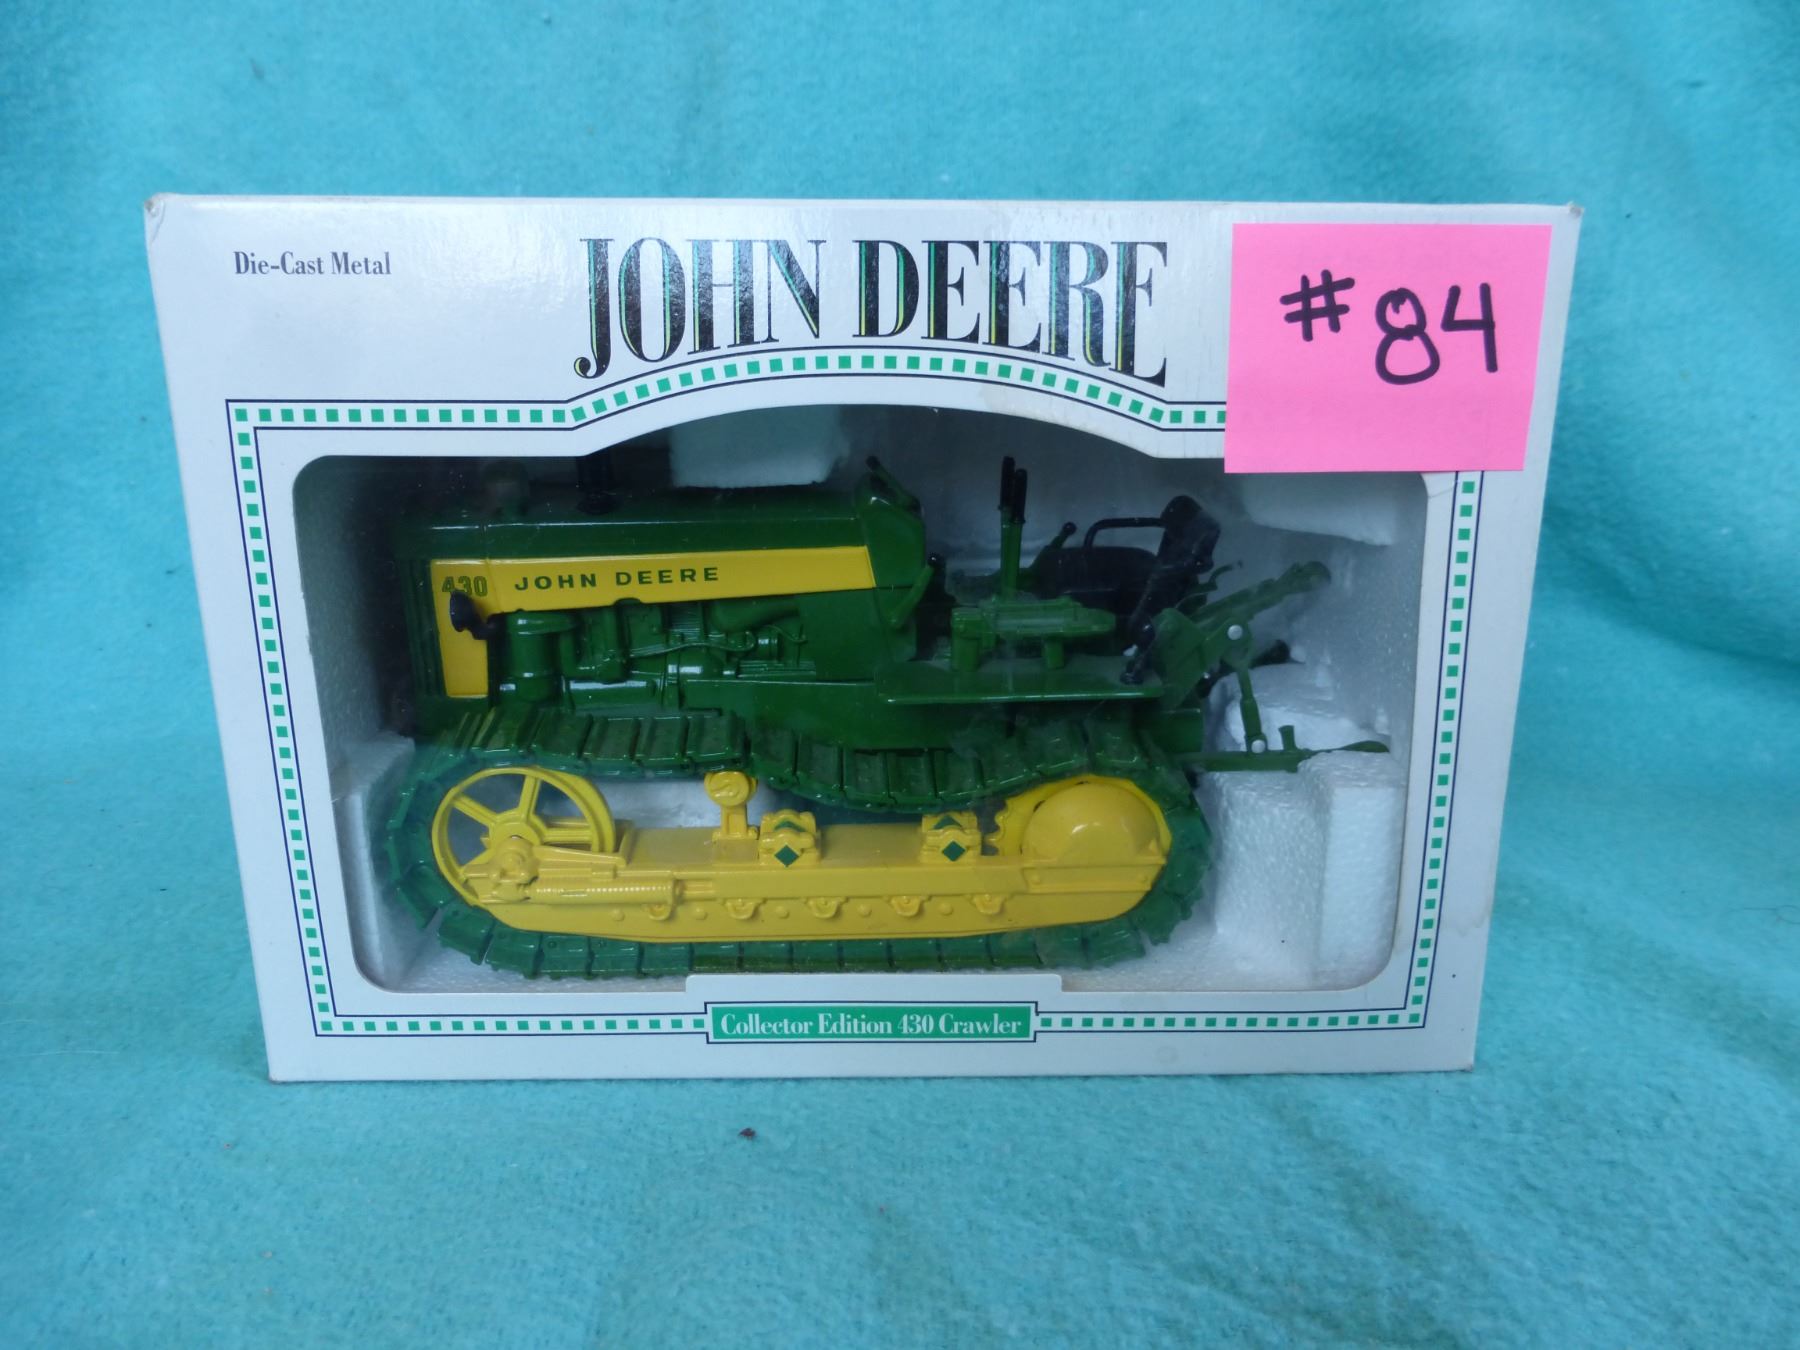 Die-Cast Metal
JOHN DEERE
#84
430 JOHN DEERE
Collector Edition 430 Crawler